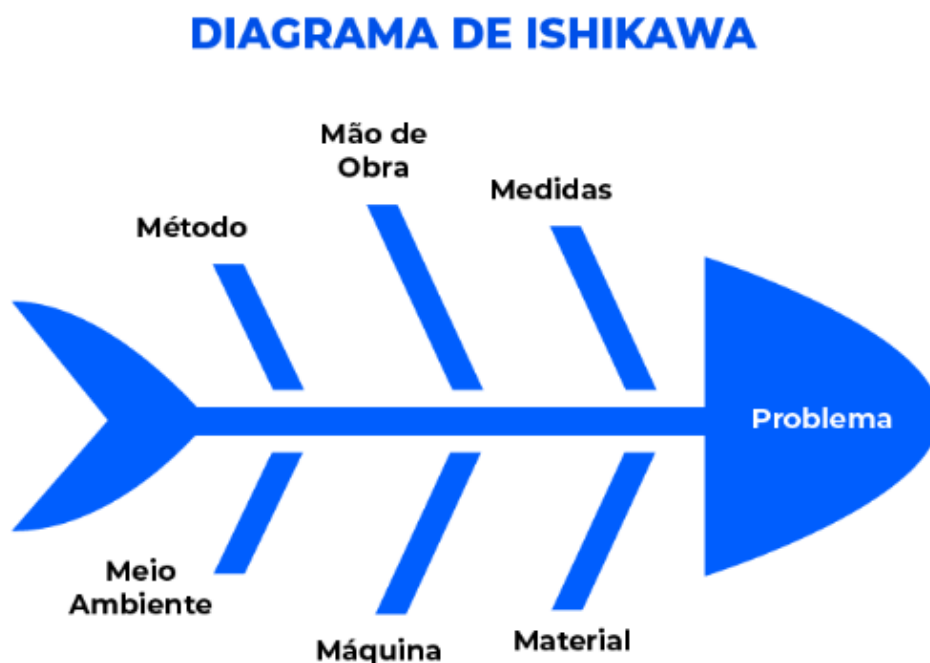 DIAGRAMA DE ISHIKAWA
Mão de
Obra
Medidas
Método
Problema
Meio
Ambiente
Máquina
Material